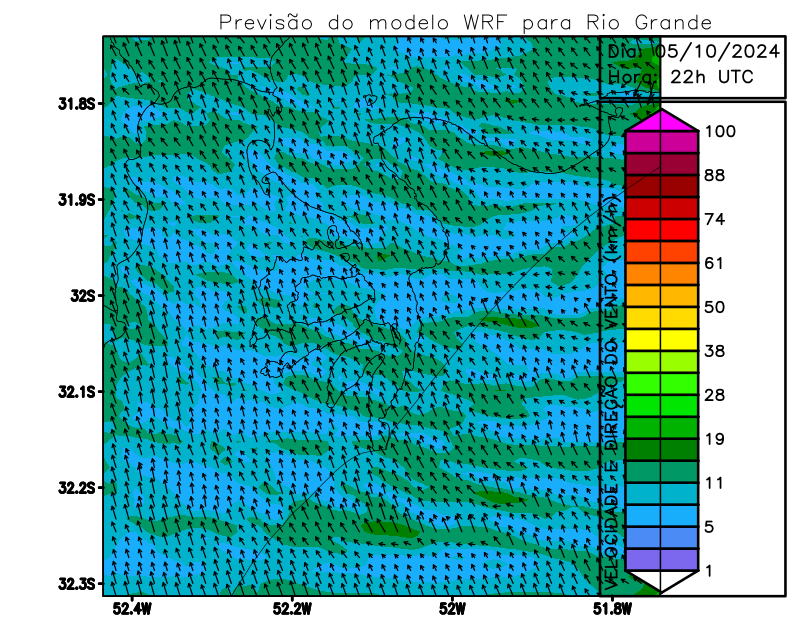 Previsão do modelo WRF para Rio Grande
Dia: 05/10/2024
Hora: 22h UTC
31.8S
31.9S
32S
32.1S
32.2S
32.3S
52.4W
52.2W
52W
51.8W
VELOCIDADE E DIREÇÃO DO VENTO (km/h)
100
88
74
61
50
38
28
19
11
5
1